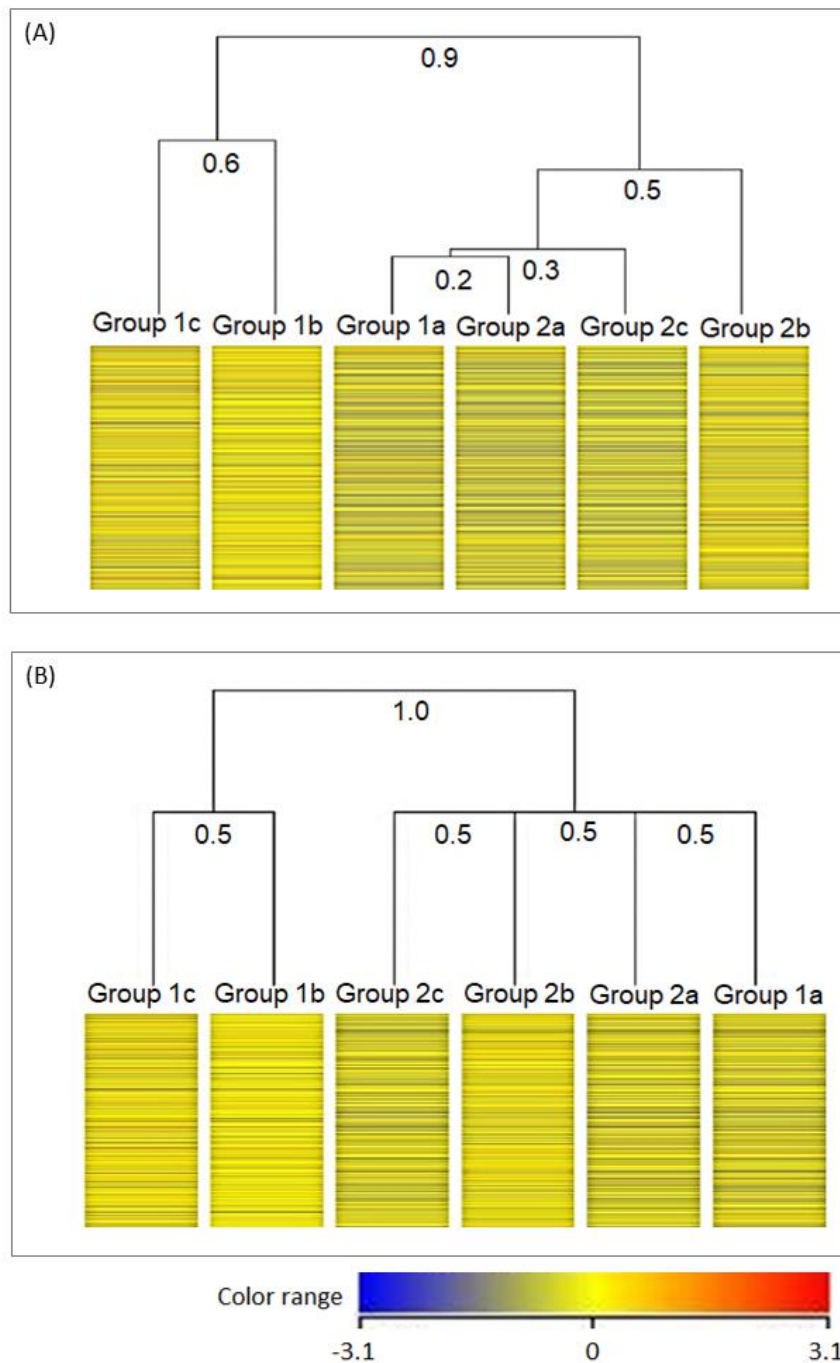 (A)
0.9
0.6
0.5
0.2
0.3
Group 1c Group 1b Group 1a Group 2a Group 2c Group 2b
(B)
1.0
0.5 0.5 0.5 0.5
Group 1c Group 1b Group 2c Group 2b Group 2a Group 1a
Color range
-3.1 0 3.1